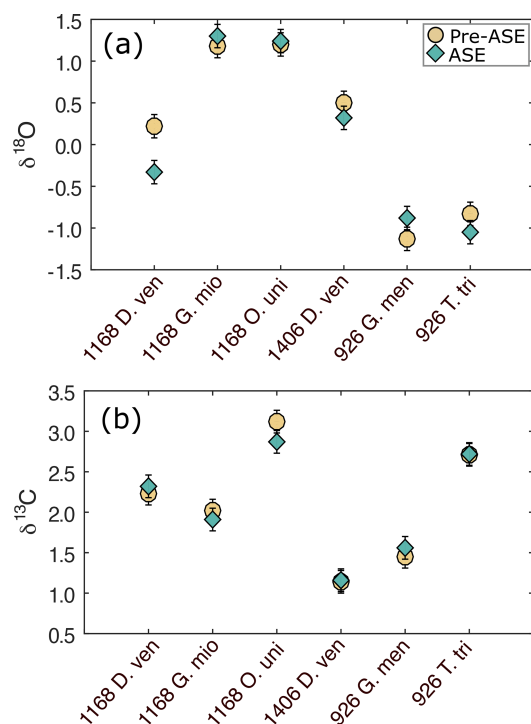 (a)
Pre-ASE
ASE
δ 18O
1.5
1.0
0.5
0.0
-0.5
-1.0
-1.5
1168 D. ven
1168 G. mio
1168 O. uni
1406 D. ven
926 G. men
926 T. tri
(b)
δ 13C
3.5
3.0
2.5
2.0
1.5
1.0
0.5
1168 D. ven
1168 G. mio
1168 O. uni
1406 D. ven
926 G. men
926 T. tri